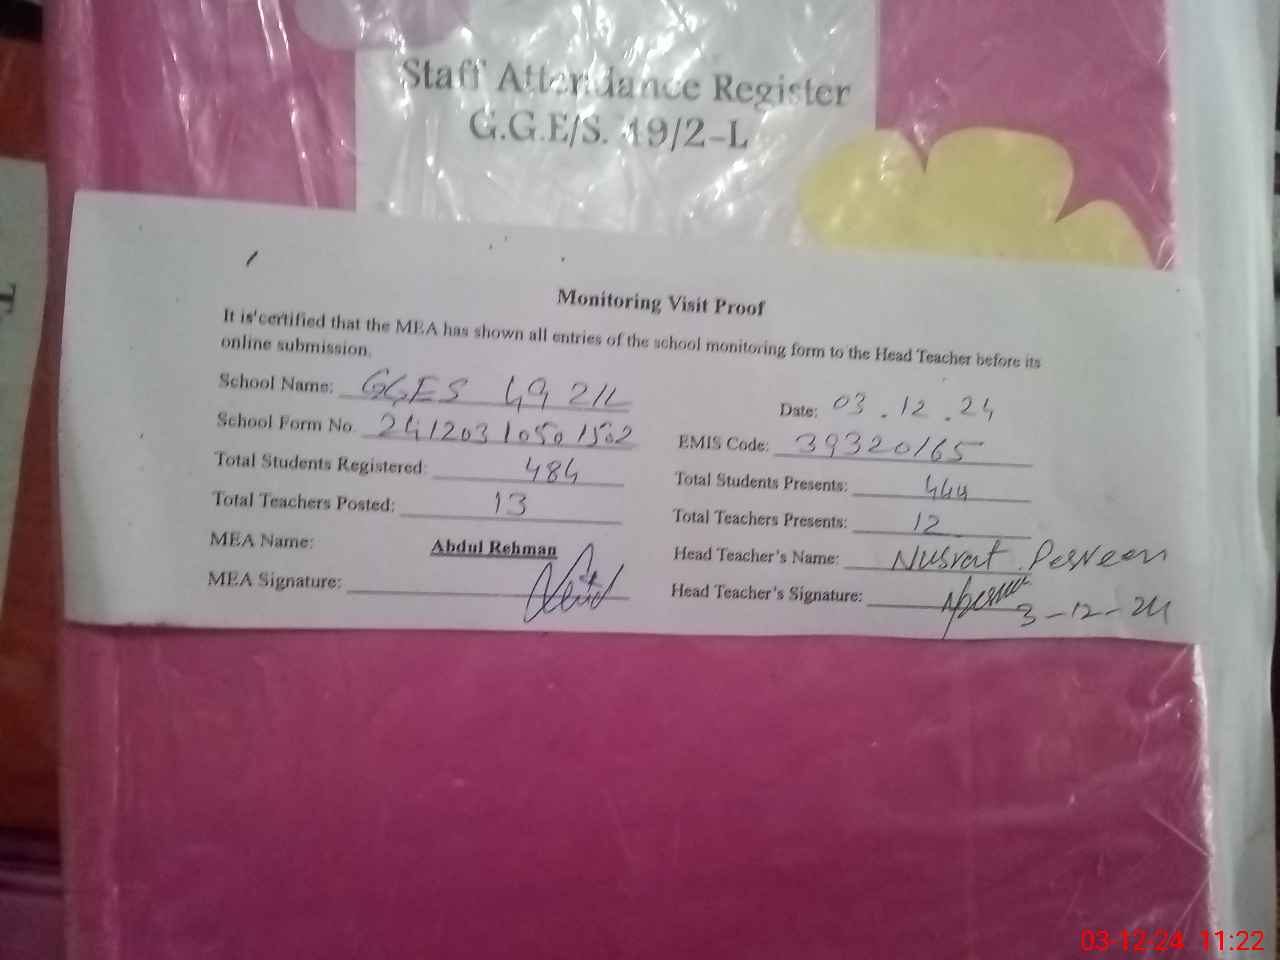 Staff Attendance Register
G.G.E/S. 49/2-L
Monitoring Visit Proof
It is certified that the MEA has shown all entries of the school monitoring form to the Head Teacher before its
online submission.
School Name: GGES 49 2/L Date: 03.12.24
School Form No 24120310501502 EMIS Code: 39320165
Total Students Registered: 484 Total Students Presents: 444
Total Teachers Posted: 13 Total Teachers Presents: 12
MEA Name: Abdul Rehman Head Teacher's Name: Nusrat Perveen
MEA Signature: Head Teacher's Signature: 3-12-24
03-12-24 11:22